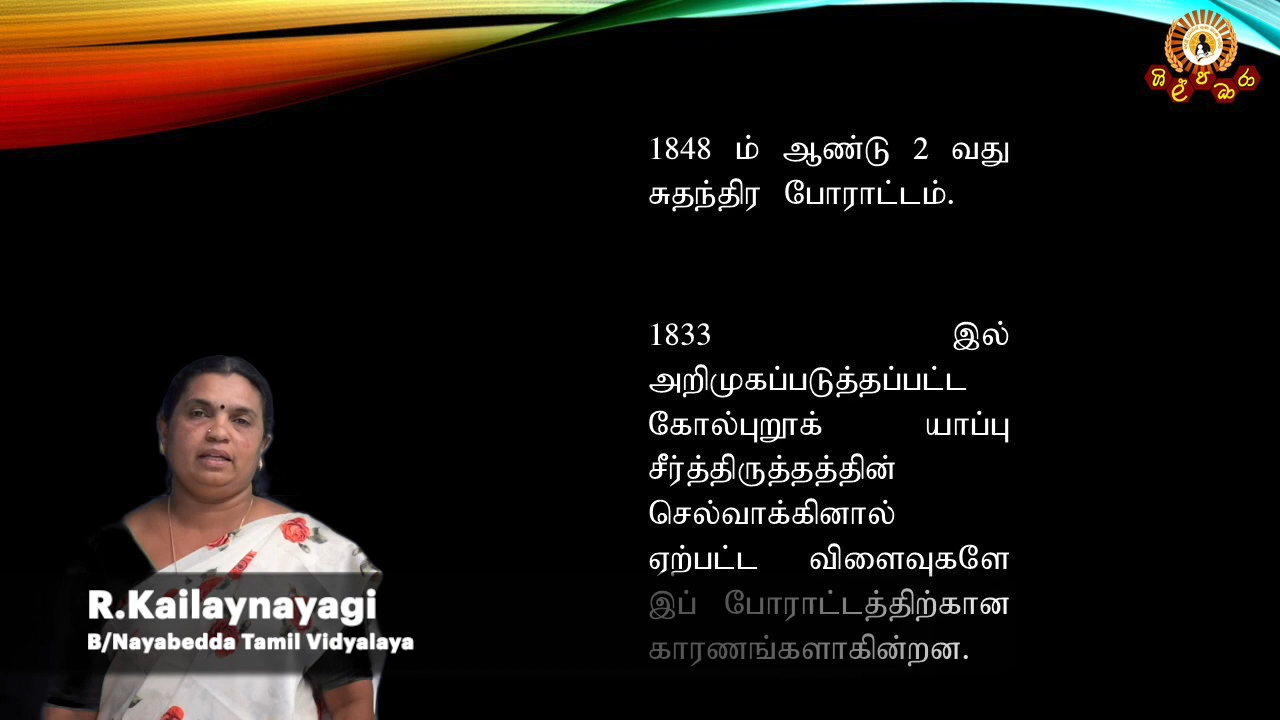 ශිල්පධාරා
1848 ம் ஆண்டு 2 வது
சுதந்திர போராட்டம்.
1833 இல்
அறிமுகப்படுத்தப்பட்ட
கோல்புறூக் யாப்பு
சீர்த்திருத்தத்தின்
செல்வாக்கினால்
ஏற்பட்ட விளைவுகளே
இப் போராட்டத்திற்கான
காரணங்களாகின்றன.
R.Kailaynayagi
B/Nayabedda Tamil Vidyalaya